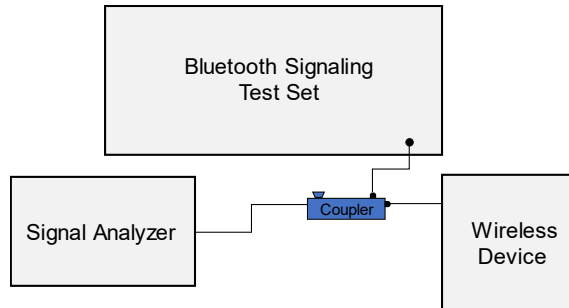 Bluetooth Signaling
Test Set
Signal Analyzer
Coupler
Wireless
Device